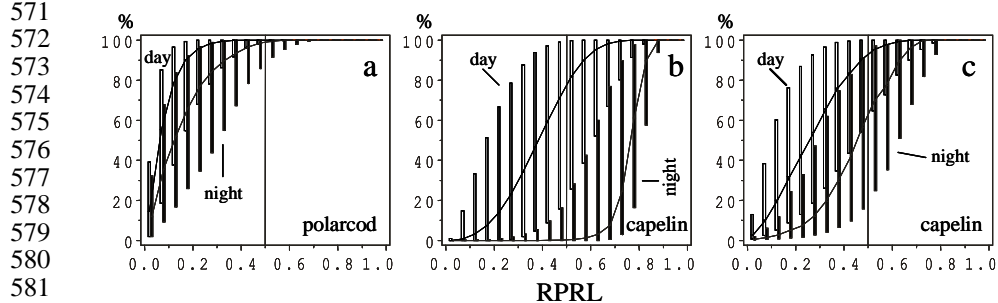 571
572
573
574
575
576
577
578
579
580
581
% % %
100 100 100
80 80 80
60 60 60
40 40 40
20 20 20
0 0 0
day a
night
polarcod
0.0 0.2 0.4 0.6 0.8 1.0
day b
night
capelin
0.0 0.2 0.4 0.6 0.8 1.0
day c
night
capelin
0.0 0.2 0.4 0.6 0.8 1.0
RPRL